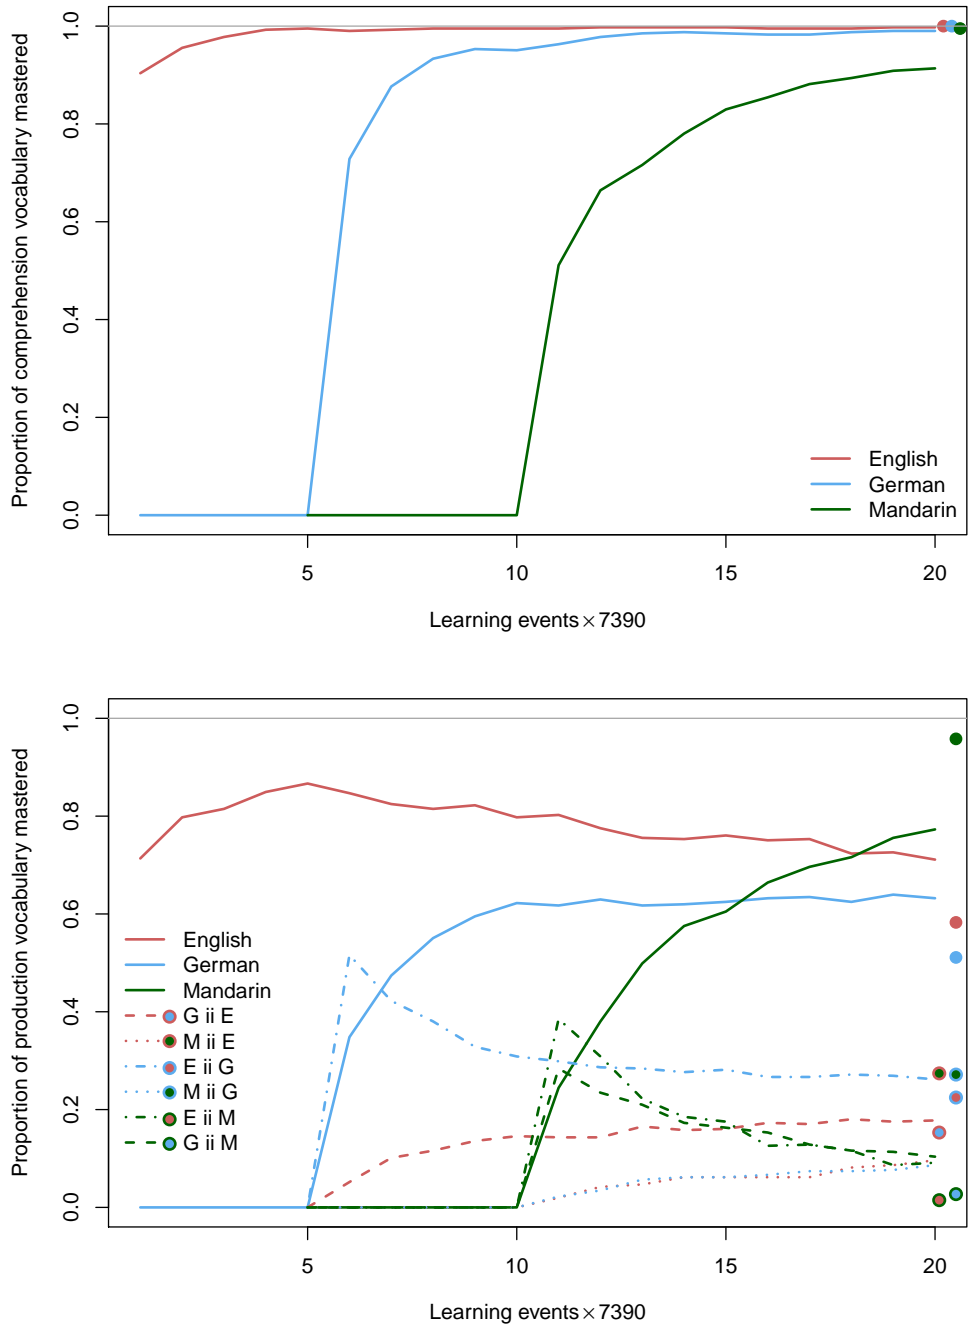 Proportion of comprehension vocabulary mastered
1.0
0.8
0.6
0.4
0.2
0.0
English
German
Mandarin
5 10 15 20
Learning events × 7390
Proportion of production vocabulary mastered
1.0
0.8
0.6
0.4
0.2
0.0
English
German
Mandarin
G ii E
M ii E
E ii G
M ii G
E ii M
G ii M
5 10 15 20
Learning events × 7390